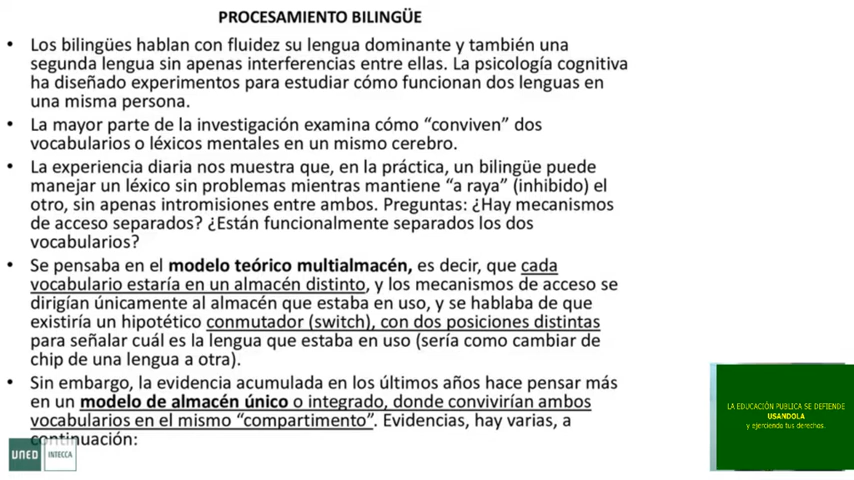 PROCESAMIENTO BILINGÜE
• Los bilingües hablan con fluidez su lengua dominante y también una
segunda lengua sin apenas interferencias entre ellas. La psicología cognitiva
ha diseñado experimentos para estudiar cómo funcionan dos lenguas en
una misma persona.
• La mayor parte de la investigación examina cómo “conviven” dos
vocabularios o léxicos mentales en un mismo cerebro.
• La experiencia diaria nos muestra que, en la práctica, un bilingüe puede
manejar un léxico sin problemas mientras mantiene “a raya” (inhibido) el
otro, sin apenas intromisiones entre ambos. Preguntas: ¿Hay mecanismos
de acceso separados? ¿Están funcionalmente separados los dos
vocabularios?
• Se pensaba en el modelo teórico multialmacén, es decir, que cada
vocabulario estaría en un almacén distinto, y los mecanismos de acceso se
dirigían únicamente al almacén que estaba en uso, y se hablaba de que
existiría un hipotético conmutador (switch), con dos posiciones distintas
para señalar cuál es la lengua que estaba en uso (sería como cambiar de
chip de una lengua a otra).
• Sin embargo, la evidencia acumulada en los últimos años hace pensar más
en un modelo de almacén único o integrado, donde convivirían ambos
vocabularios en el mismo “compartimento”. Evidencias, hay varias, a
continuación:
UNED INTECCA
LA EDUCACIÓN PUBLICA SE DEFIENDE
USANDOLA
y ejerciendo tus derechos.